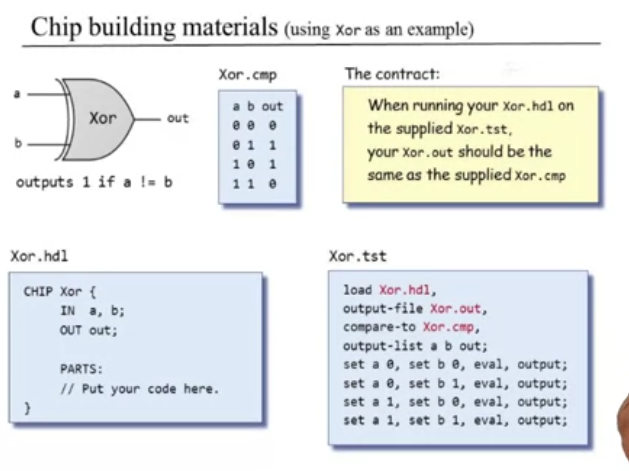 Chip building materials (using Xor as an example)
a
b
Xor
out
outputs 1 if a != b
Xor.cmp
a b out
0 0 0
0 1 1
1 0 1
1 1 0
The contract:
When running your Xor.hdl on
the supplied Xor.tst,
your Xor.out should be the
same as the supplied Xor.cmp
Xor.hdl
CHIP Xor {
IN a, b;
OUT out;
PARTS:
// Put your code here.
}
Xor.tst
load Xor.hdl,
output-file Xor.out,
compare-to Xor.cmp,
output-list a b out;
set a 0, set b 0, eval, output;
set a 0, set b 1, eval, output;
set a 1, set b 0, eval, output;
set a 1, set b 1, eval, output;